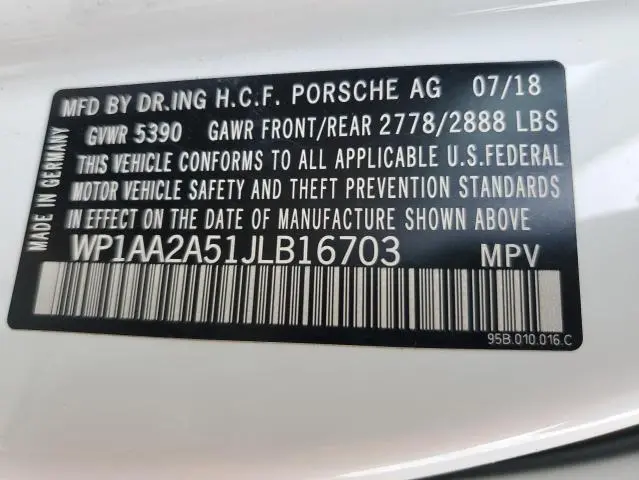 MFD BY DR.ING H.C.F. PORSCHE AG 07/18
GVWR 5390 GAWR FRONT/REAR 2778/2888 LBS
THIS VEHICLE CONFORMS TO ALL APPLICABLE U.S.FEDERAL
MOTOR VEHICLE SAFETY AND THEFT PREVENTION STANDARDS
IN EFFECT ON THE DATE OF MANUFACTURE SHOWN ABOVE
WP1AA2A51JLB16703 MPV
95B.010.016.C
MADE IN GERMANY